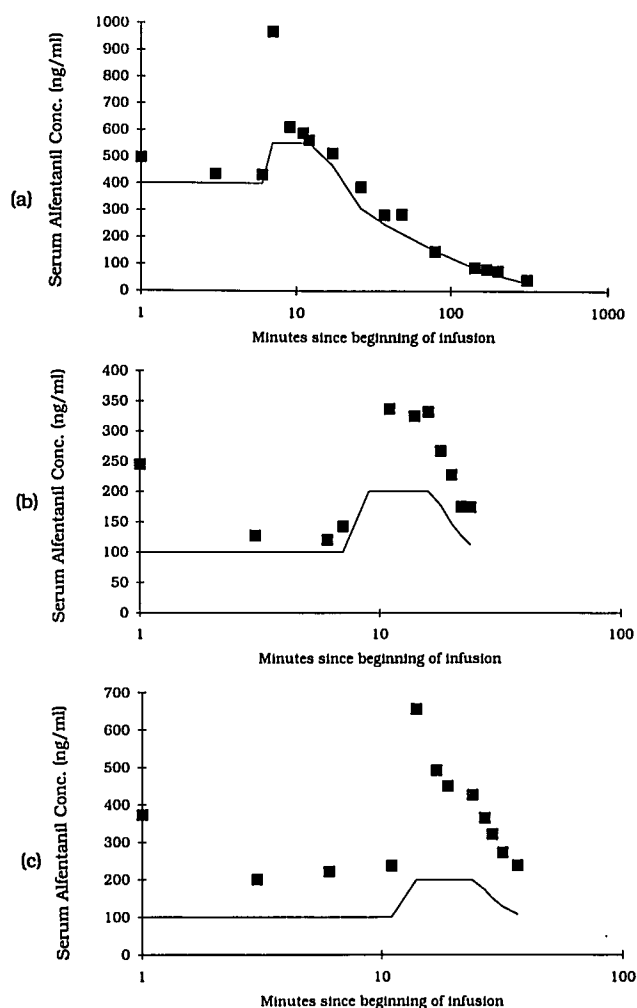 1000
900
800
700
600
500
400
300
200
100
0
Serum Alfentanil Conc. (ng/ml)
(a)
1 10 100 1000
Minutes since beginning of infusion
400
350
300
250
200
150
100
50
0
Serum Alfentanil Conc. (ng/ml)
(b)
1 10 100
Minutes since beginning of infusion
700
600
500
400
300
200
100
0
Serum Alfentanil Conc. (ng/ml)
(c)
1 10 100
Minutes since beginning of infusion